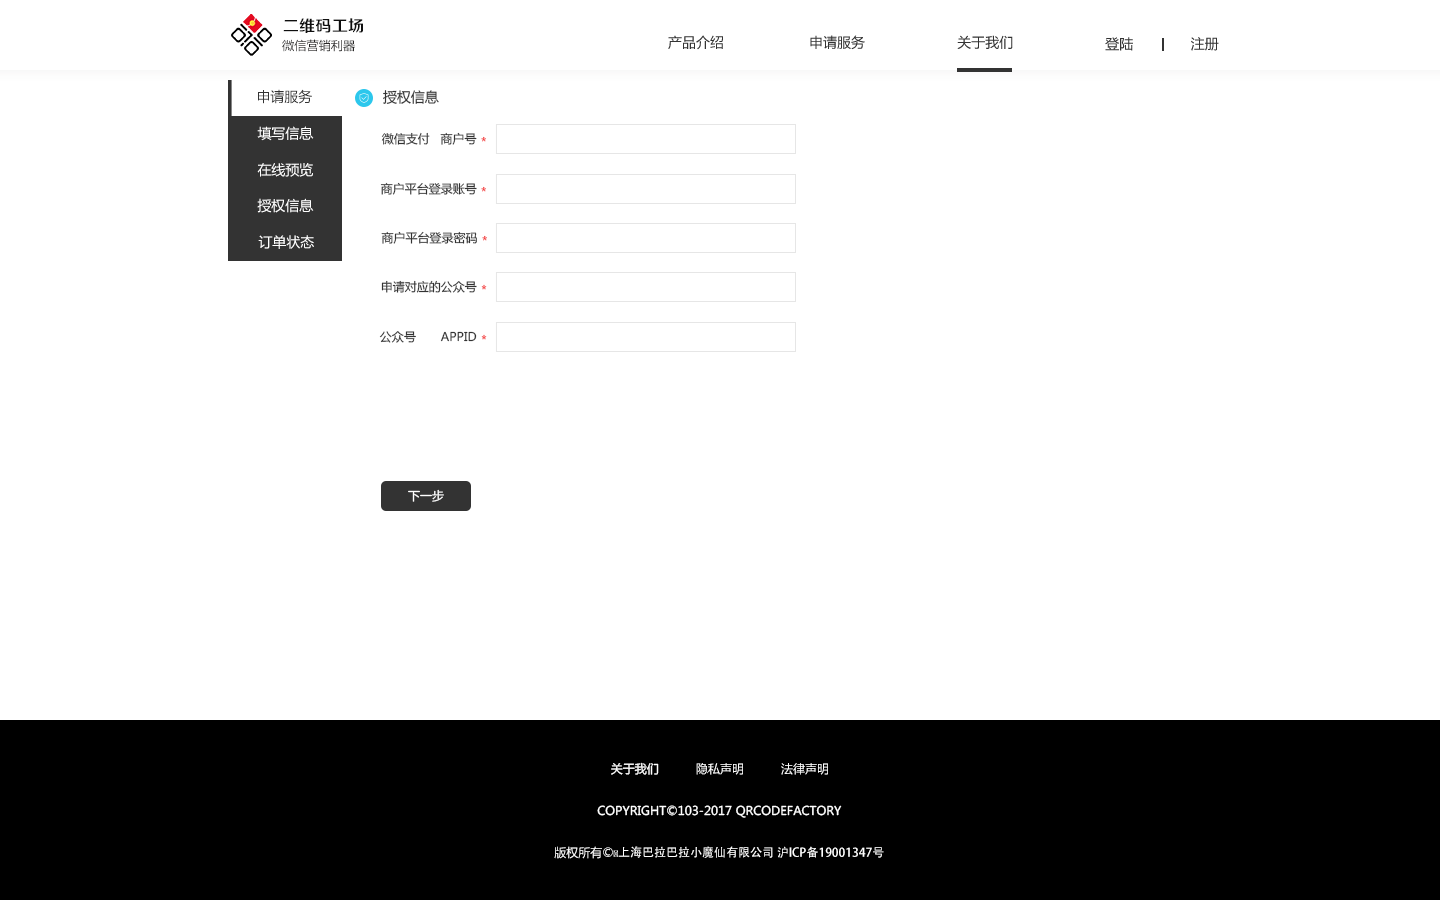 二维码工场
微信营销利器
产品介绍 申请服务 关于我们 登陆 | 注册
申请服务
填写信息
在线预览
授权信息
订单状态
授权信息
微信支付 商户号 *
商户平台登录账号 *
商户平台登录密码 *
申请对应的公众号 *
公众号 APPID *
下一步
关于我们 隐私声明 法律声明
COPYRIGHT©103-2017 QRCODEFACTORY
版权所有©上海巴拉巴拉小魔仙有限公司 沪ICP备19001347号